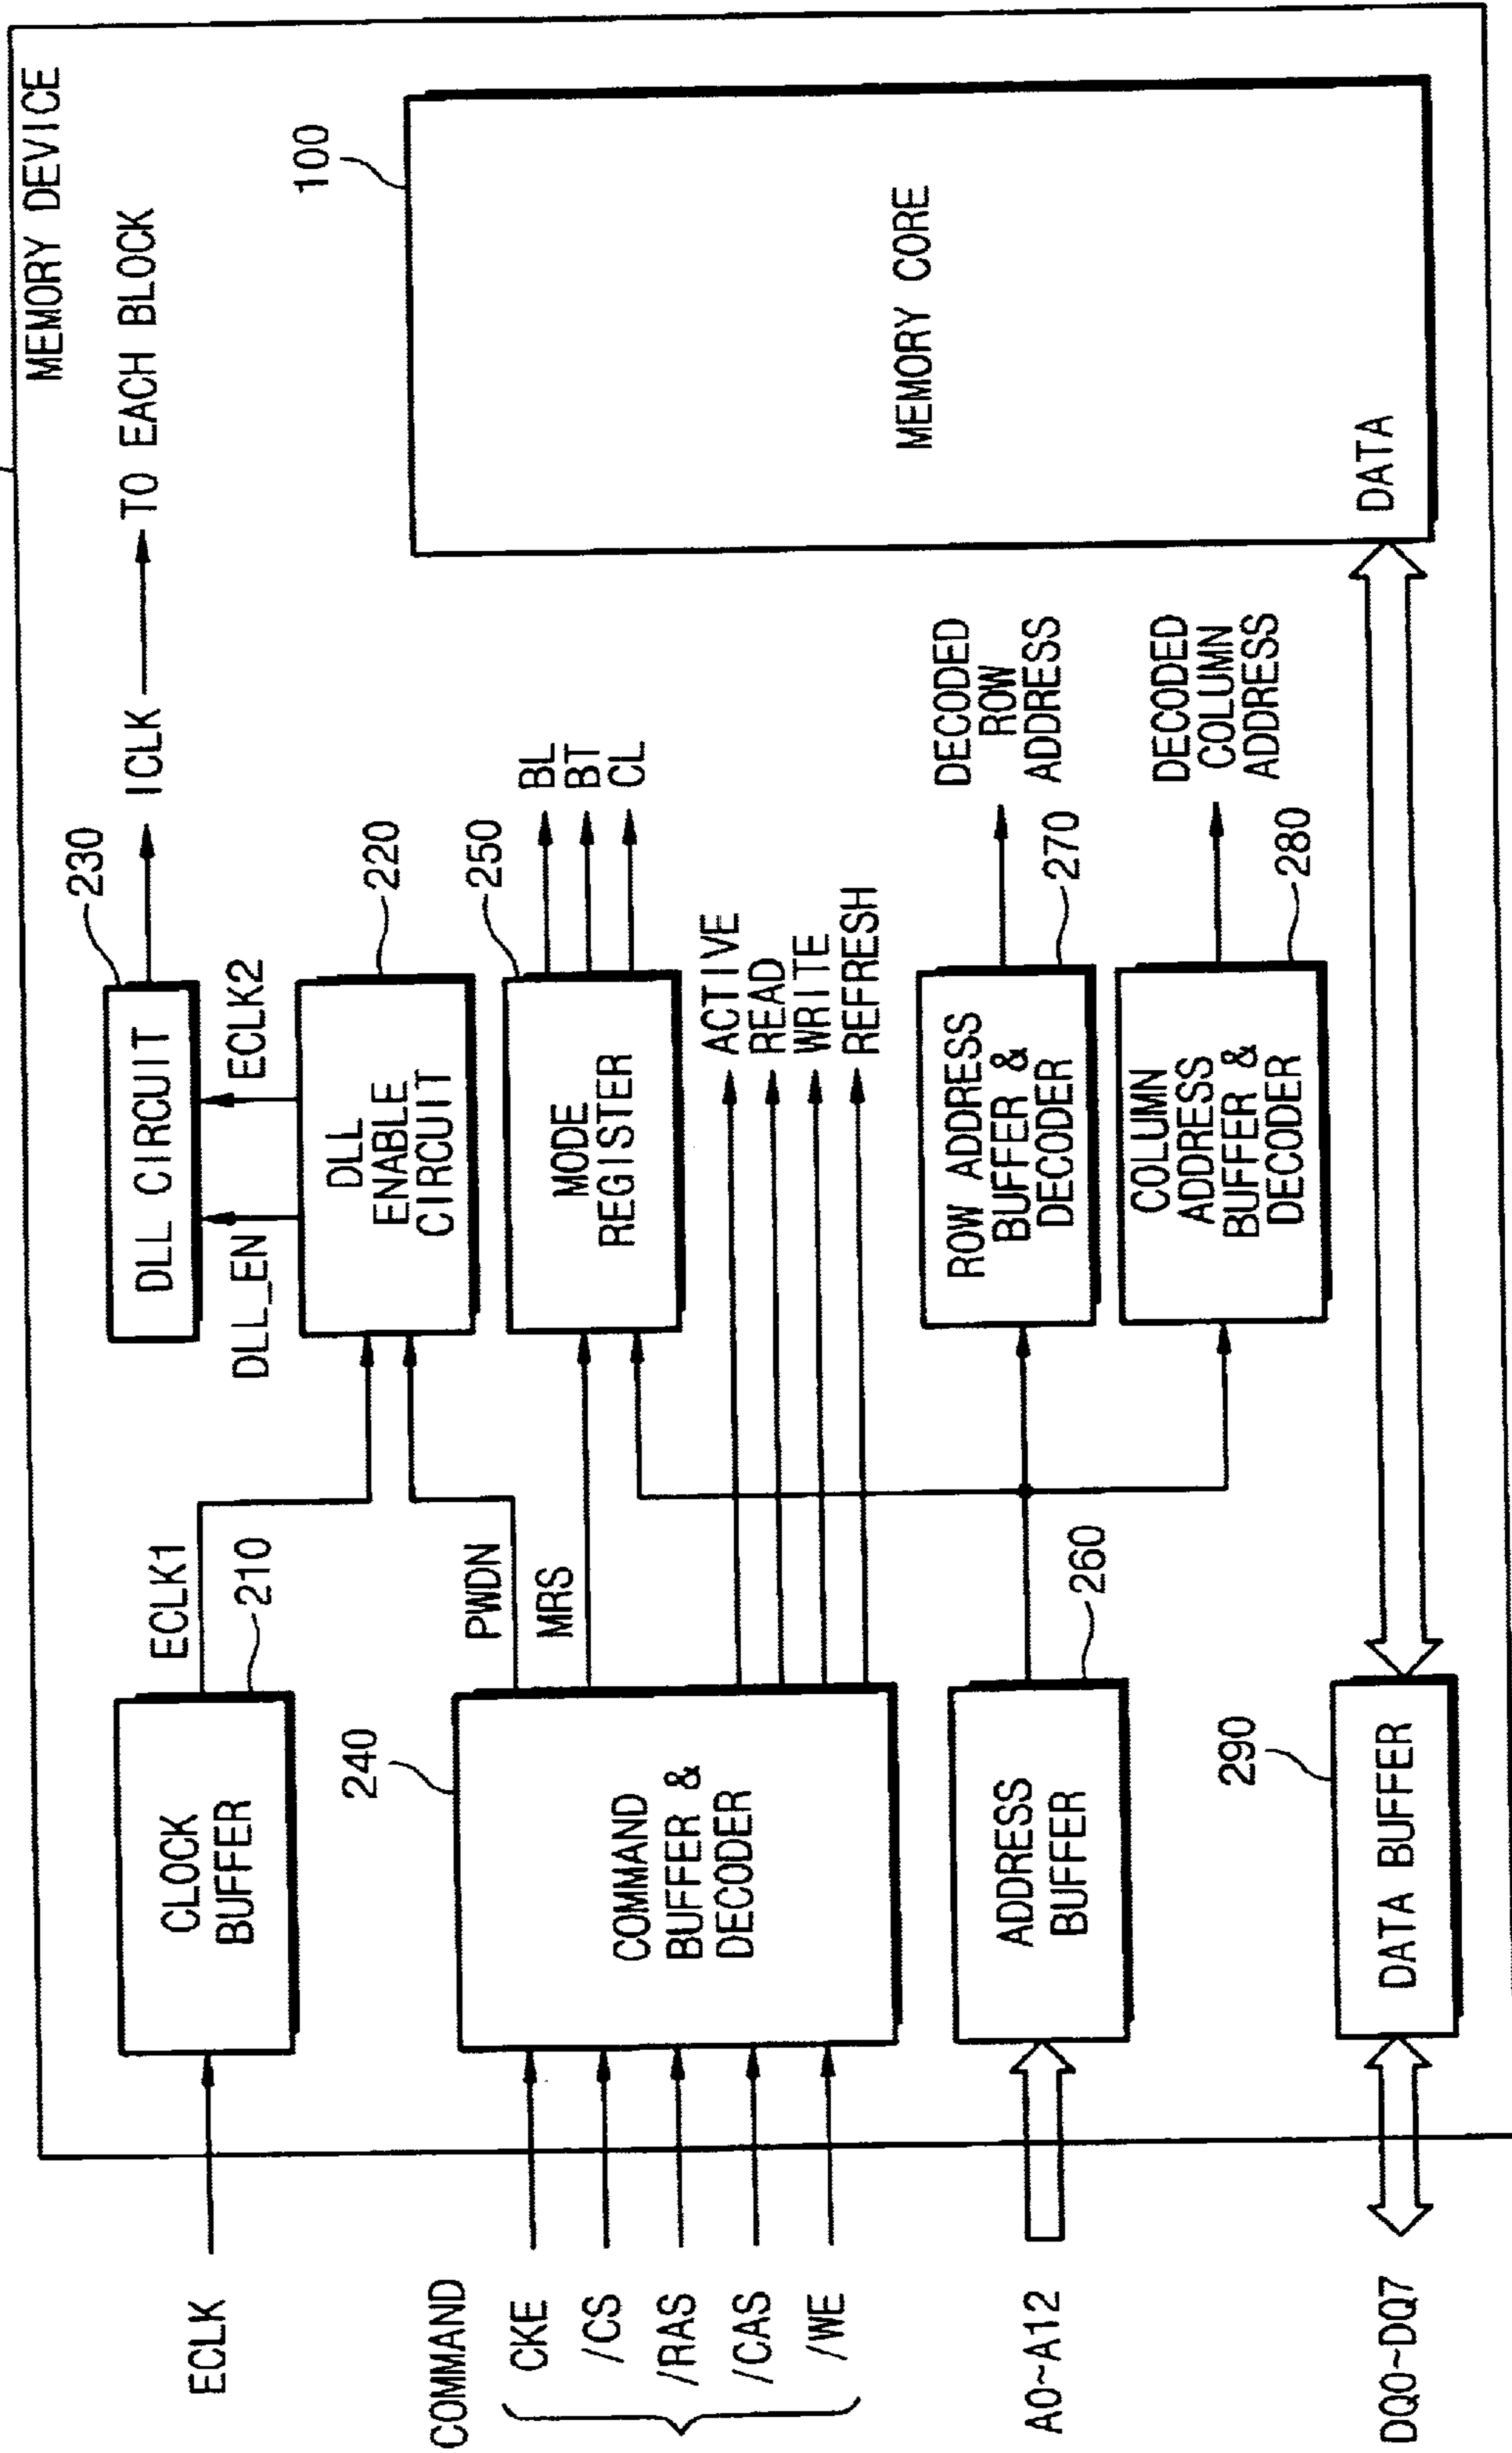 MEMORY DEVICE
ECLK
CLOCK
BUFFER
210
ECLK1
DLL CIRCUIT
230
ICLK
TO EACH BLOCK
DLL_EN
ECLK2
DLL
ENABLE
CIRCUIT
220
COMMAND
CKE
/CS
/RAS
/CAS
/WE
240
COMMAND
BUFFER &
DECODER
PWDN
MRS
MODE
REGISTER
250
BL
BT
CL
ACTIVE
READ
WRITE
REFRESH
100
MEMORY CORE
DATA
A0~A12
ADDRESS
BUFFER
260
ROW ADDRESS
BUFFER &
DECODER
270
DECODED
ROW
ADDRESS
COLUMN
ADDRESS
BUFFER &
DECODER
280
DECODED
COLUMN
ADDRESS
DQ0~DQ7
290
DATA BUFFER